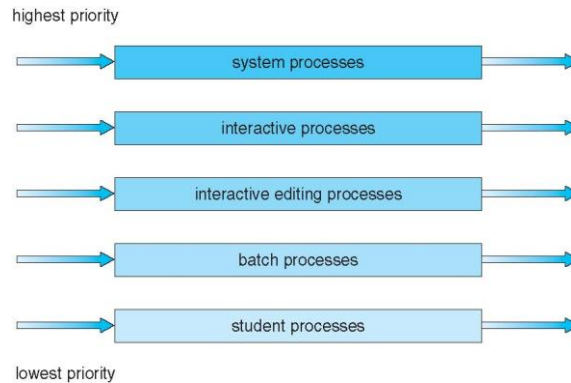 highest priority
system processes
interactive processes
interactive editing processes
batch processes
student processes
lowest priority